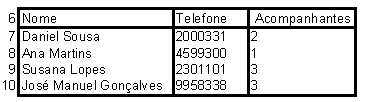 6 Nome Telefone Acompanhantes
7 Daniel Sousa 2000331 2
8 Ana Martins 4599300 1
9 Susana Lopes 2301101 3
10 José Manuel Gonçalves 9958338 3